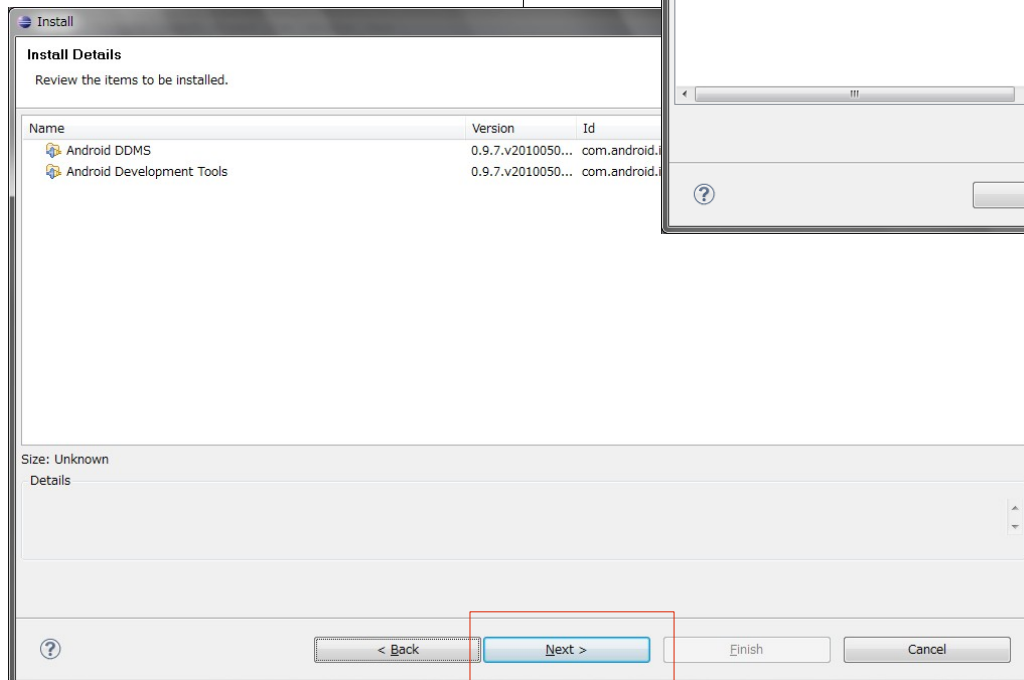 Install
Install Details
Review the items to be installed.
Name Version Id
Android DDMS 0.9.7.v2010050... com.android.i
Android Development Tools 0.9.7.v2010050... com.android.i
Size: Unknown
Details
< Back Next > Finish Cancel